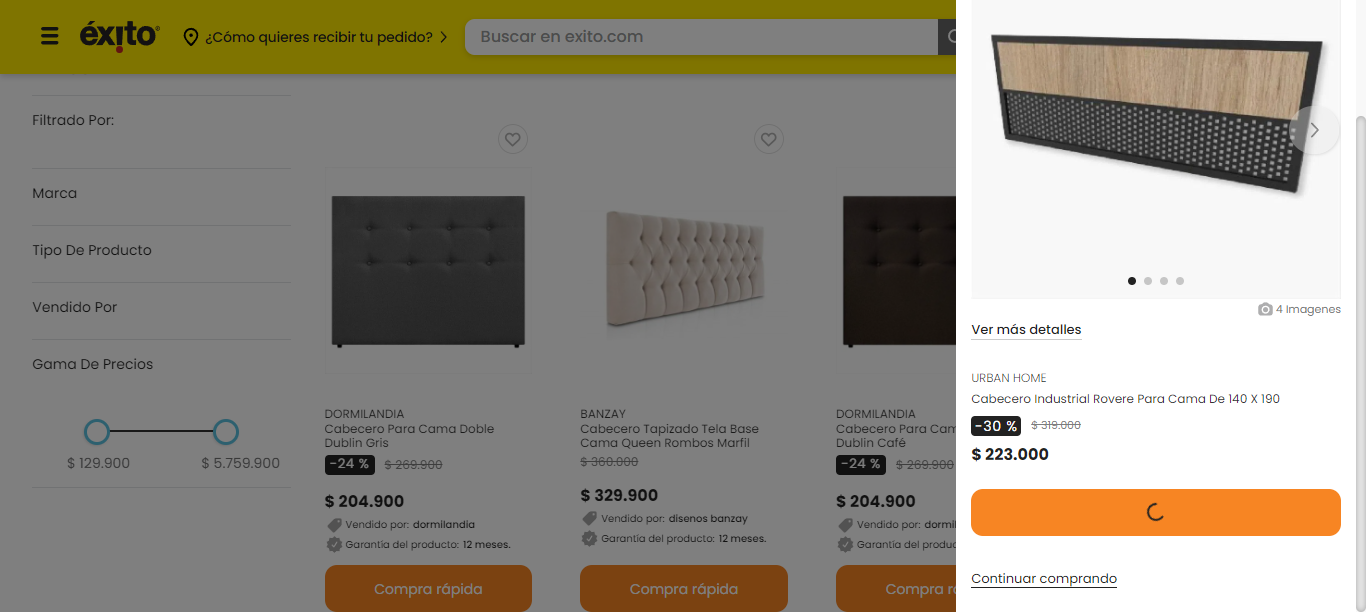 éxito
¿Cómo quieres recibir tu pedido?
Buscar en exito.com
Filtrado Por:
Marca
Tipo De Producto
Vendido Por
Gama De Precios
$ 129.900
$ 5.759.900
DORMILANDIA
Cabecero Para Cama Doble
Dublin Gris
-24 %
$ 269.900
$ 204.900
Vendido por: dormilandia
Garantía del producto: 12 meses.
Compra rápida
BANZAY
Cabecero Tapizado Tela Base
Cama Queen Rombos Marfil
$ 360.000
$ 329.900
Vendido por: disenos banzay
Garantía del producto: 12 meses.
Compra rápida
DORMILANDIA
Cabecero Para Cam
Dublin Café
-24 %
$ 269.900
$ 204.900
Vendido por: dormil
Garantía del produc
Compra r
4 Imagenes
Ver más detalles
URBAN HOME
Cabecero Industrial Rovere Para Cama De 140 X 190
-30 %
$ 319.000
$ 223.000
Continuar comprando